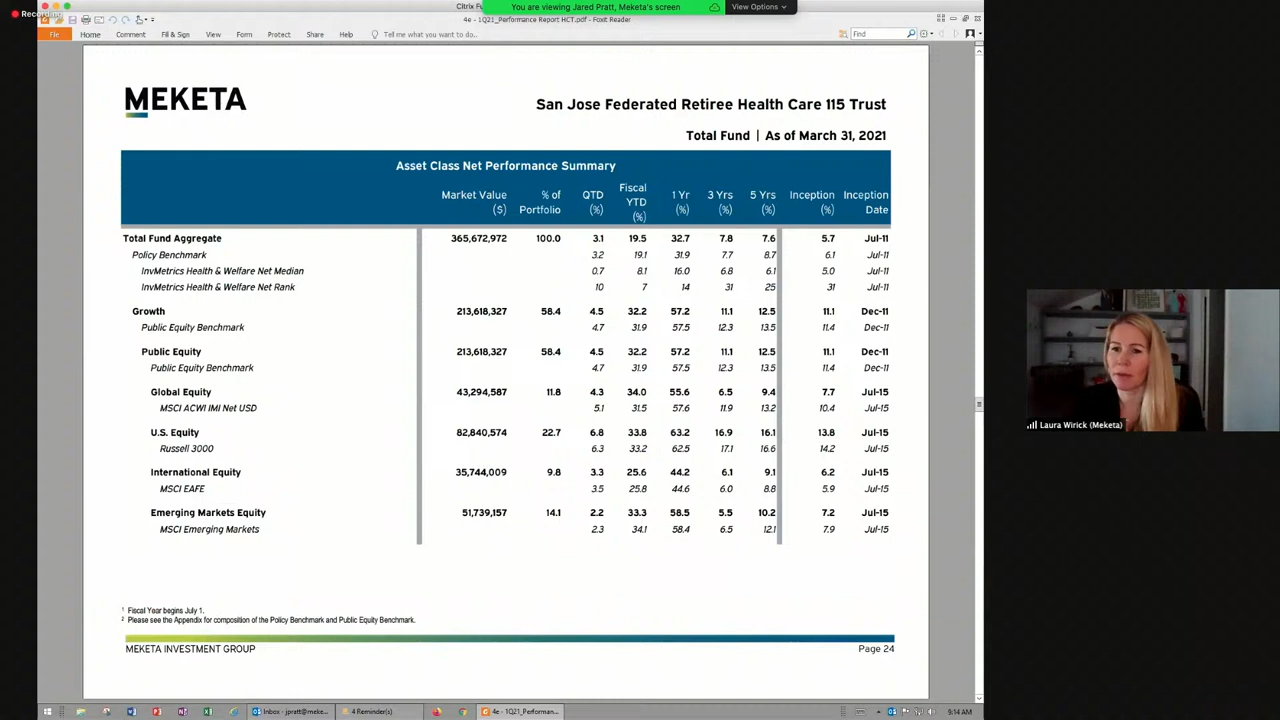 Recording
Citrix Fu
You are viewing Jared Pratt, Meketa's screen
View Options
4e - 1Q21_Performance Report HCT.pdf - Foxit Reader
File Home Comment Fill & Sign View Form Protect Share Help Tell me what you want to do.. Find
MEKETA
San Jose Federated Retiree Health Care 115 Trust
Total Fund | As of March 31, 2021
Asset Class Net Performance Summary
Market Value ($) % of Portfolio QTD (%) Fiscal YTD (%) 1 Yr (%) 3 Yrs (%) 5 Yrs (%) Inception (%) Inception Date
Total Fund Aggregate 365,672,972 100.0 3.1 19.5 32.7 7.8 7.6 5.7 Jul-11
Policy Benchmark 3.2 19.1 31.9 7.7 8.7 6.1 Jul-11
InvMetrics Health & Welfare Net Median 0.7 8.1 16.0 6.8 6.1 5.0 Jul-11
InvMetrics Health & Welfare Net Rank 10 7 14 31 25 31 Jul-11
Growth 213,618,327 58.4 4.5 32.2 57.2 11.1 12.5 11.1 Dec-11
Public Equity Benchmark 4.7 31.9 57.5 12.3 13.5 11.4 Dec-11
Public Equity 213,618,327 58.4 4.5 32.2 57.2 11.1 12.5 11.1 Dec-11
Public Equity Benchmark 4.7 31.9 57.5 12.3 13.5 11.4 Dec-11
Global Equity 43,294,587 11.8 4.3 34.0 55.6 6.5 9.4 7.7 Jul-15
MSCI ACWI IMI Net USD 5.1 31.5 57.6 11.9 13.2 10.4 Jul-15
U.S. Equity 82,840,574 22.7 6.8 33.8 63.2 16.9 16.1 13.8 Jul-15
Russell 3000 6.3 33.2 62.5 17.1 16.6 14.2 Jul-15
International Equity 35,744,009 9.8 3.3 25.6 44.2 6.1 9.1 6.2 Jul-15
MSCI EAFE 3.5 25.8 44.6 6.0 8.8 5.9 Jul-15
Emerging Markets Equity 51,739,157 14.1 2.2 33.3 58.5 5.5 10.2 7.2 Jul-15
MSCI Emerging Markets 2.3 34.1 58.4 6.5 12.1 7.9 Jul-15
1 Fiscal Year begins July 1.
2 Please see the Appendix for composition of the Policy Benchmark and Public Equity Benchmark.
MEKETA INVESTMENT GROUP Page 24
Laura Wirick (Meketa)
Inbox - jpratt@meke... 4 Reminder(s) 4e - 1Q21_Performan... 9:14 AM